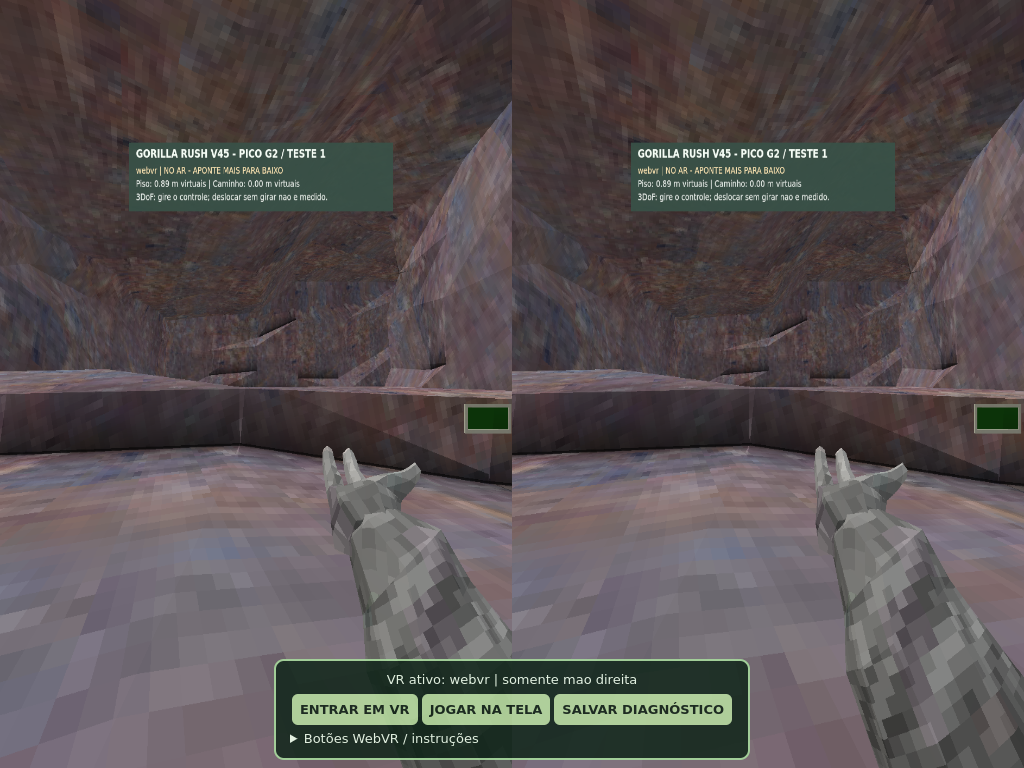 GORILLA RUSH V45 - PICO G2 / TESTE 1
webvr | NO AR - APONTE MAIS PARA BAIXO
Piso: 0.89 m virtuais | Caminho: 0.00 m virtuais
3DoF: gire o controle; deslocar sem girar nao e medido.
GORILLA RUSH V45 - PICO G2 / TESTE 1
webvr | NO AR - APONTE MAIS PARA BAIXO
Piso: 0.89 m virtuais | Caminho: 0.00 m virtuais
3DoF: gire o controle; deslocar sem girar nao e medido.
VR ativo: webvr | somente mao direita
ENTRAR EM VR JOGAR NA TELA SALVAR DIAGNÓSTICO
▶ Botões WebVR / instruções